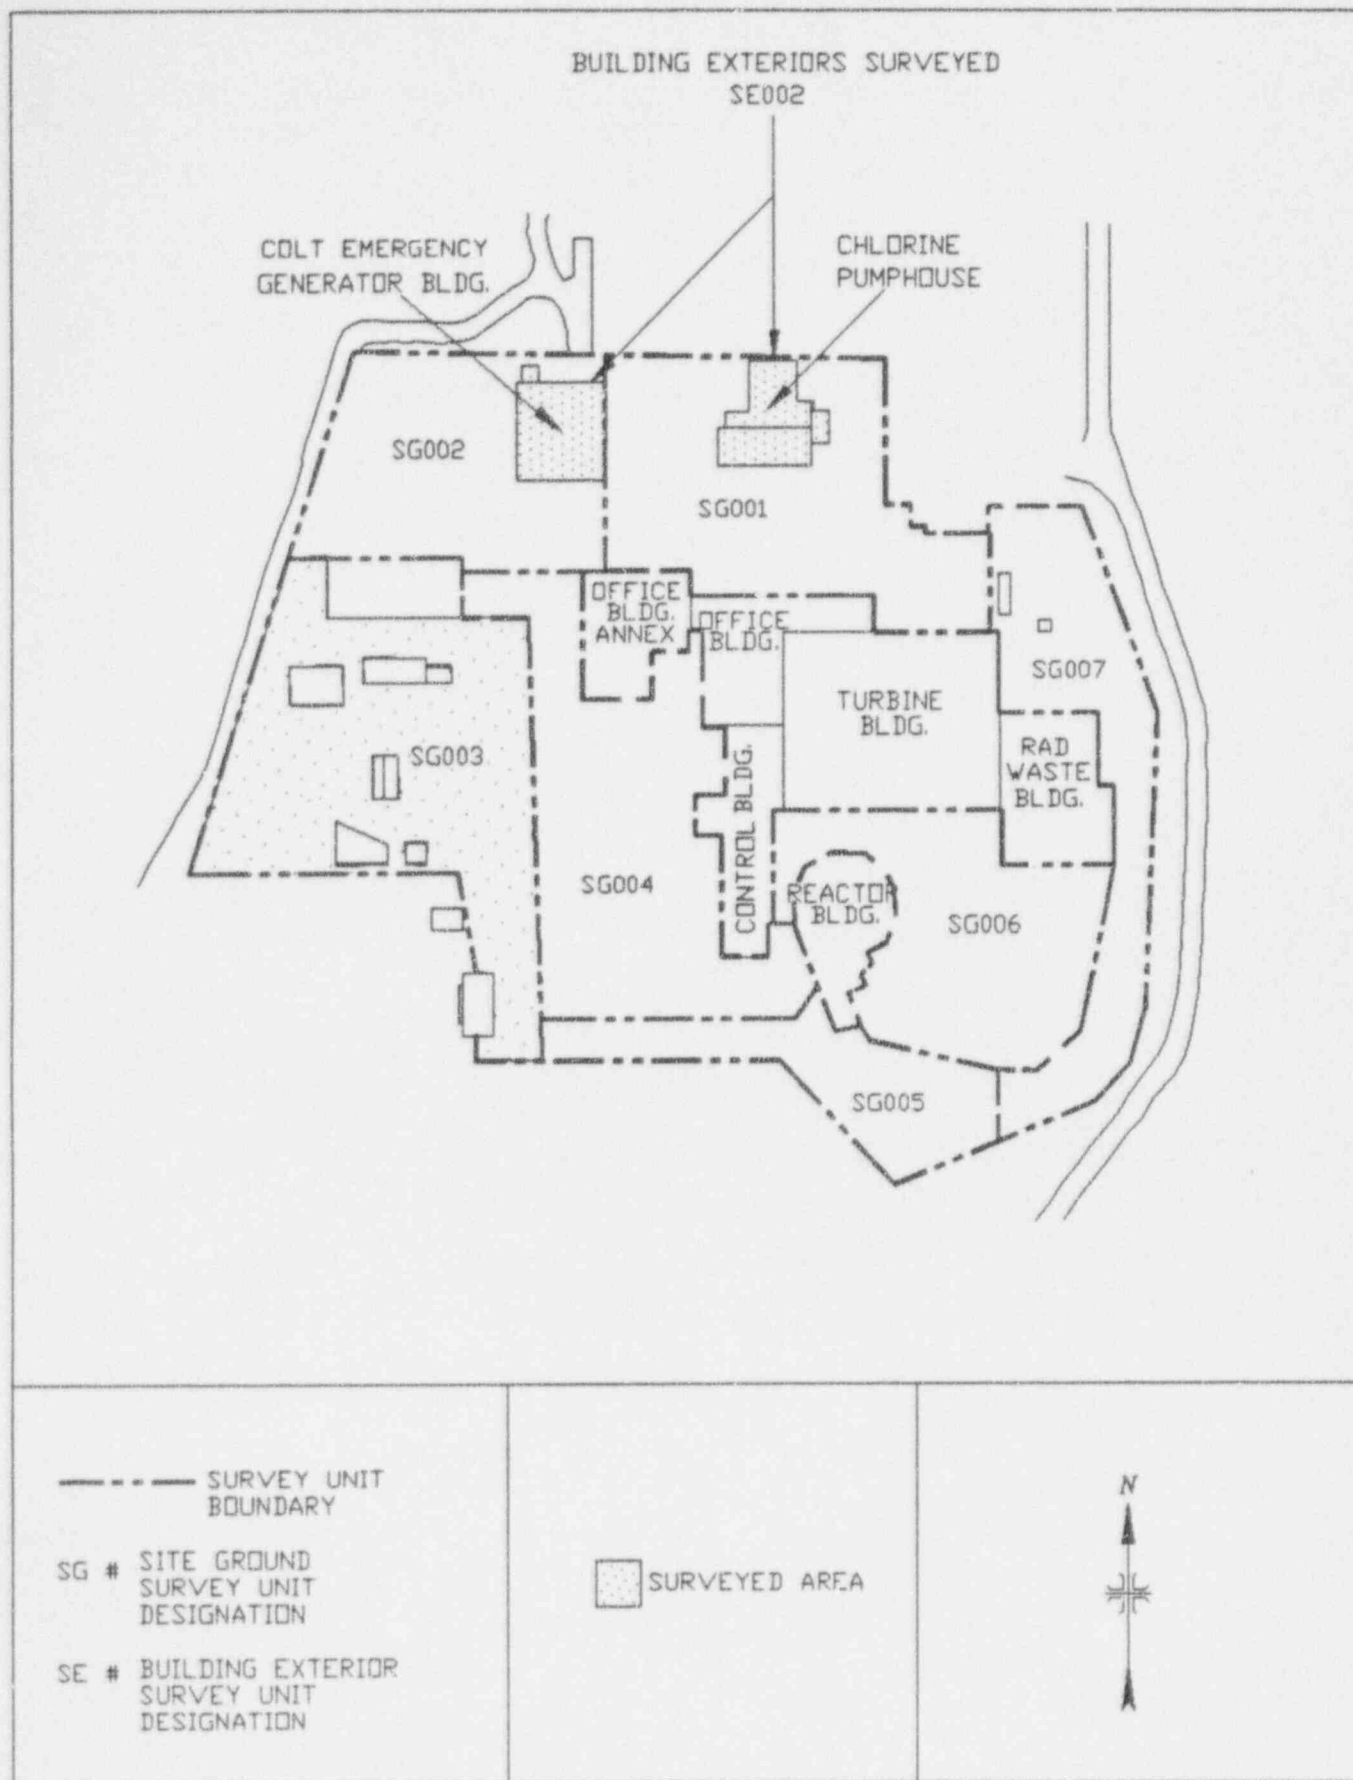 BUILDING EXTERIORS SURVEYED
SE002
COLT EMERGENCY
GENERATOR BLDG.
CHLORINE
PUMPHOUSE
SG002
SG001
OFFICE
BLDG.
ANNEX
OFFICE
BLDG.
SG007
TURBINE
BLDG.
RAD
WASTE
BLDG.
SG003
CONTROL BLDG.
SG004
REACTOR
BLDG.
SG006
SG005
SURVEY UNIT
BOUNDARY
SG # SITE GROUND
SURVEY UNIT
DESIGNATION
SE # BUILDING EXTERIOR
SURVEY UNIT
DESIGNATION
SURVEYED AREA
N